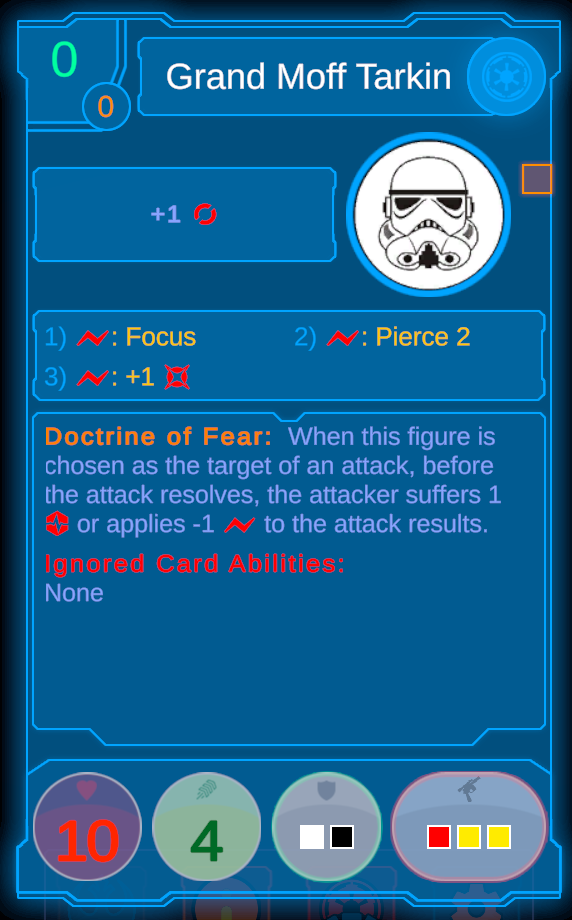 0
0
Grand Moff Tarkin
+1
1) : Focus
2) : Pierce 2
3) : +1
Doctrine of Fear: When this figure is
chosen as the target of an attack, before
the attack resolves, the attacker suffers 1
or applies -1 to the attack results.
Ignored Card Abilities:
None
10
4